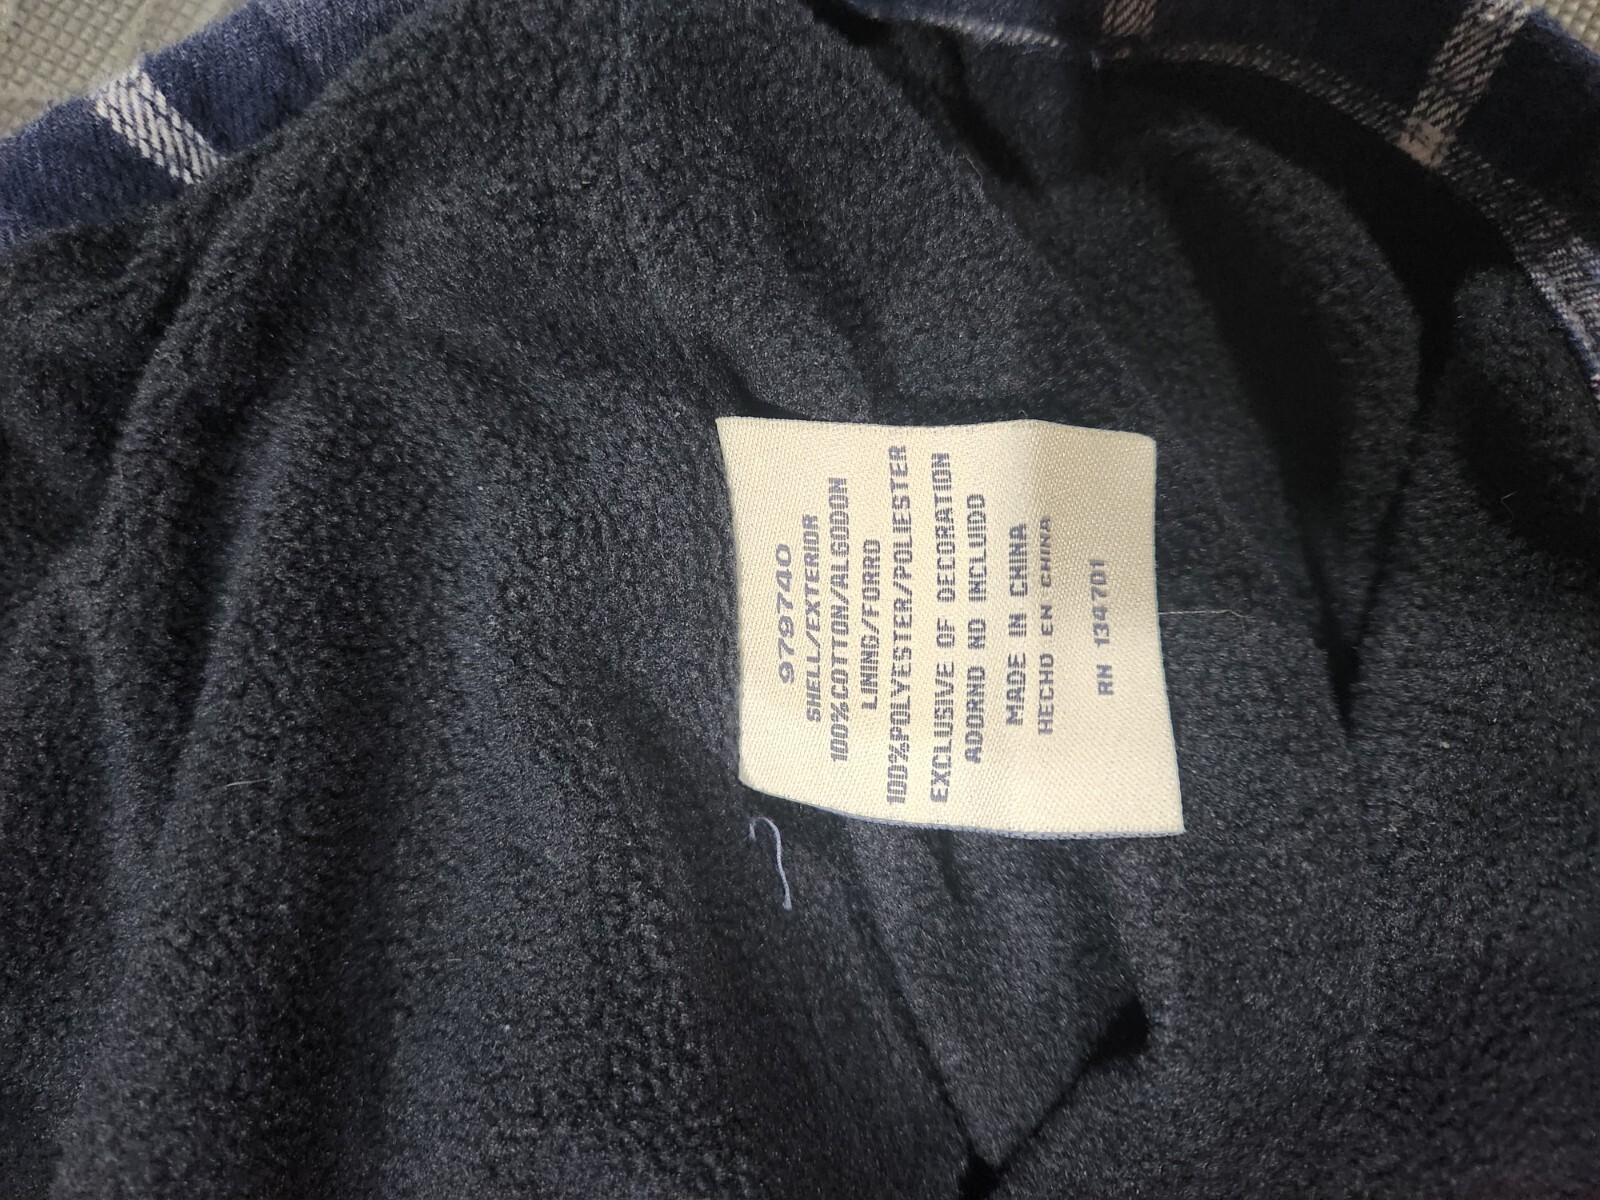 979740
SHELL/EXTERIOR
100%COTTON/ALGODON
LINING/FORRO
100%POLYESTER/POLIESTER
EXCLUSIVE OF DECORATION
ADORNO NO INCLUIDO
MADE IN CHINA
HECHO EN CHINA
RN 134701